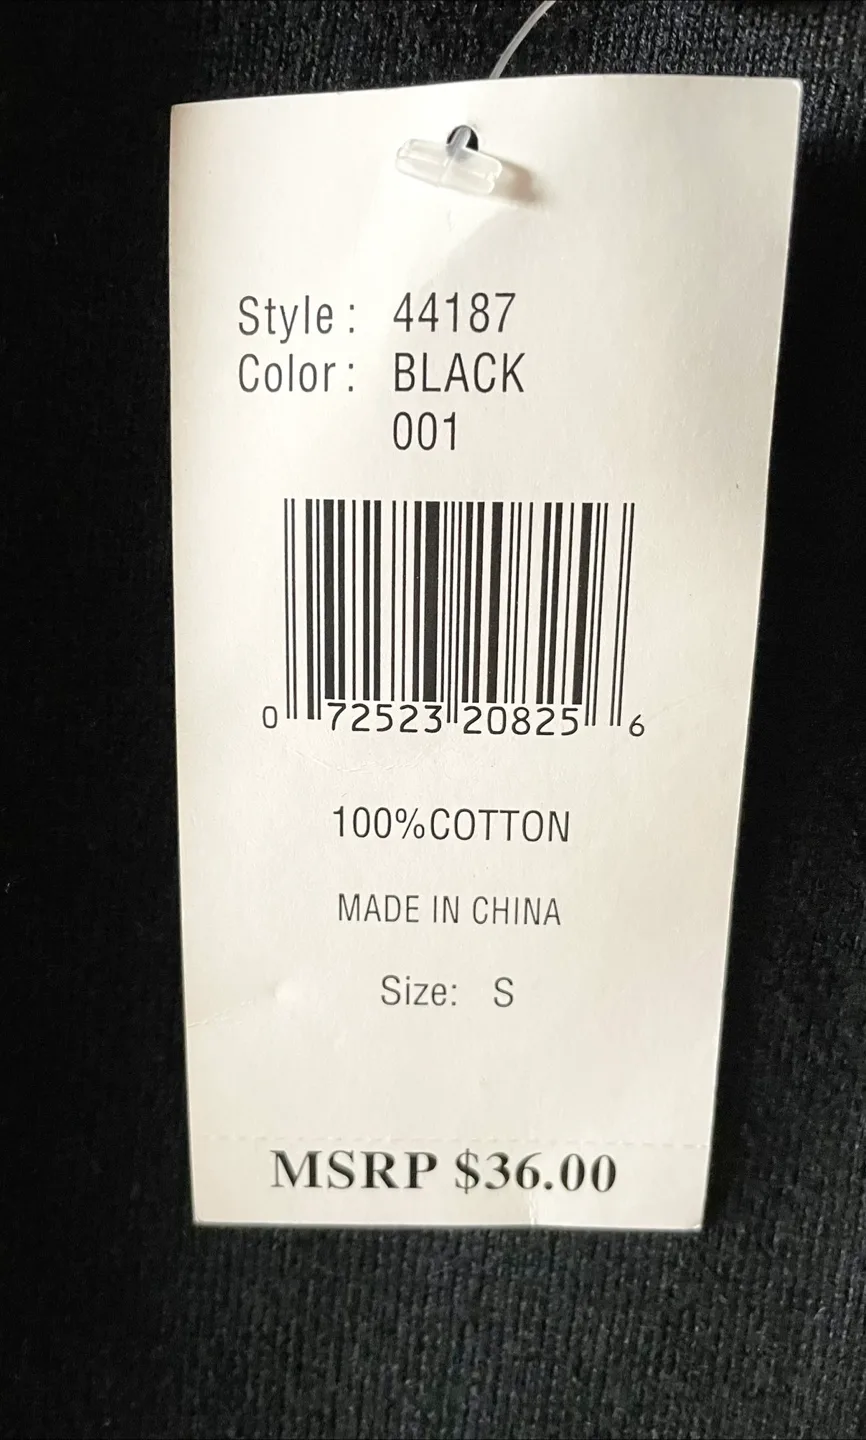 Style: 44187
Color: BLACK
001
0 72523 20825 6
100%COTTON
MADE IN CHINA
Size: S
MSRP $36.00